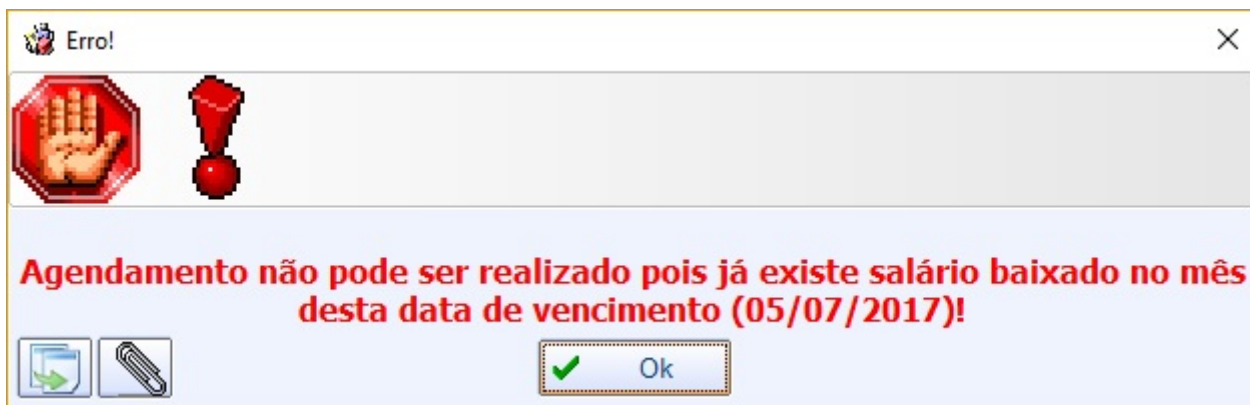 Erro!
Agendamento não pode ser realizado pois já existe salário baixado no mês
desta data de vencimento (05/07/2017)!
Ok